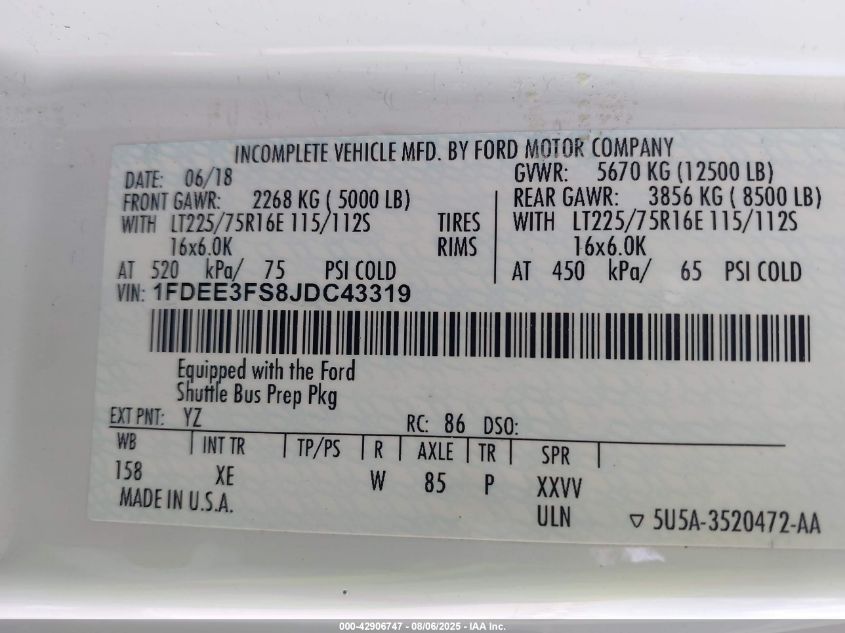 INCOMPLETE VEHICLE MFD. BY FORD MOTOR COMPANY
DATE: 06/18 GVWR: 5670 KG (12500 LB)
FRONT GAWR: 2268 KG ( 5000 LB) REAR GAWR: 3856 KG ( 8500 LB)
WITH LT225/75R16E 115/112S TIRES WITH LT225/75R16E 115/112S
16x6.0K RIMS 16x6.0K
AT 520 kPa/ 75 PSI COLD AT 450 kPa/ 65 PSI COLD
VIN: 1FDEE3FS8JDC43319
Equipped with the Ford
Shuttle Bus Prep Pkg
EXT PNT: YZ RC: 86 DSO:
WB INT TR TP/PS R AXLE TR SPR
158 XE W 85 P XXVV
MADE IN U.S.A. ULN ▽ 5U5A-3520472-AA
000-42906747 - 08/06/2025 - IAA Inc.